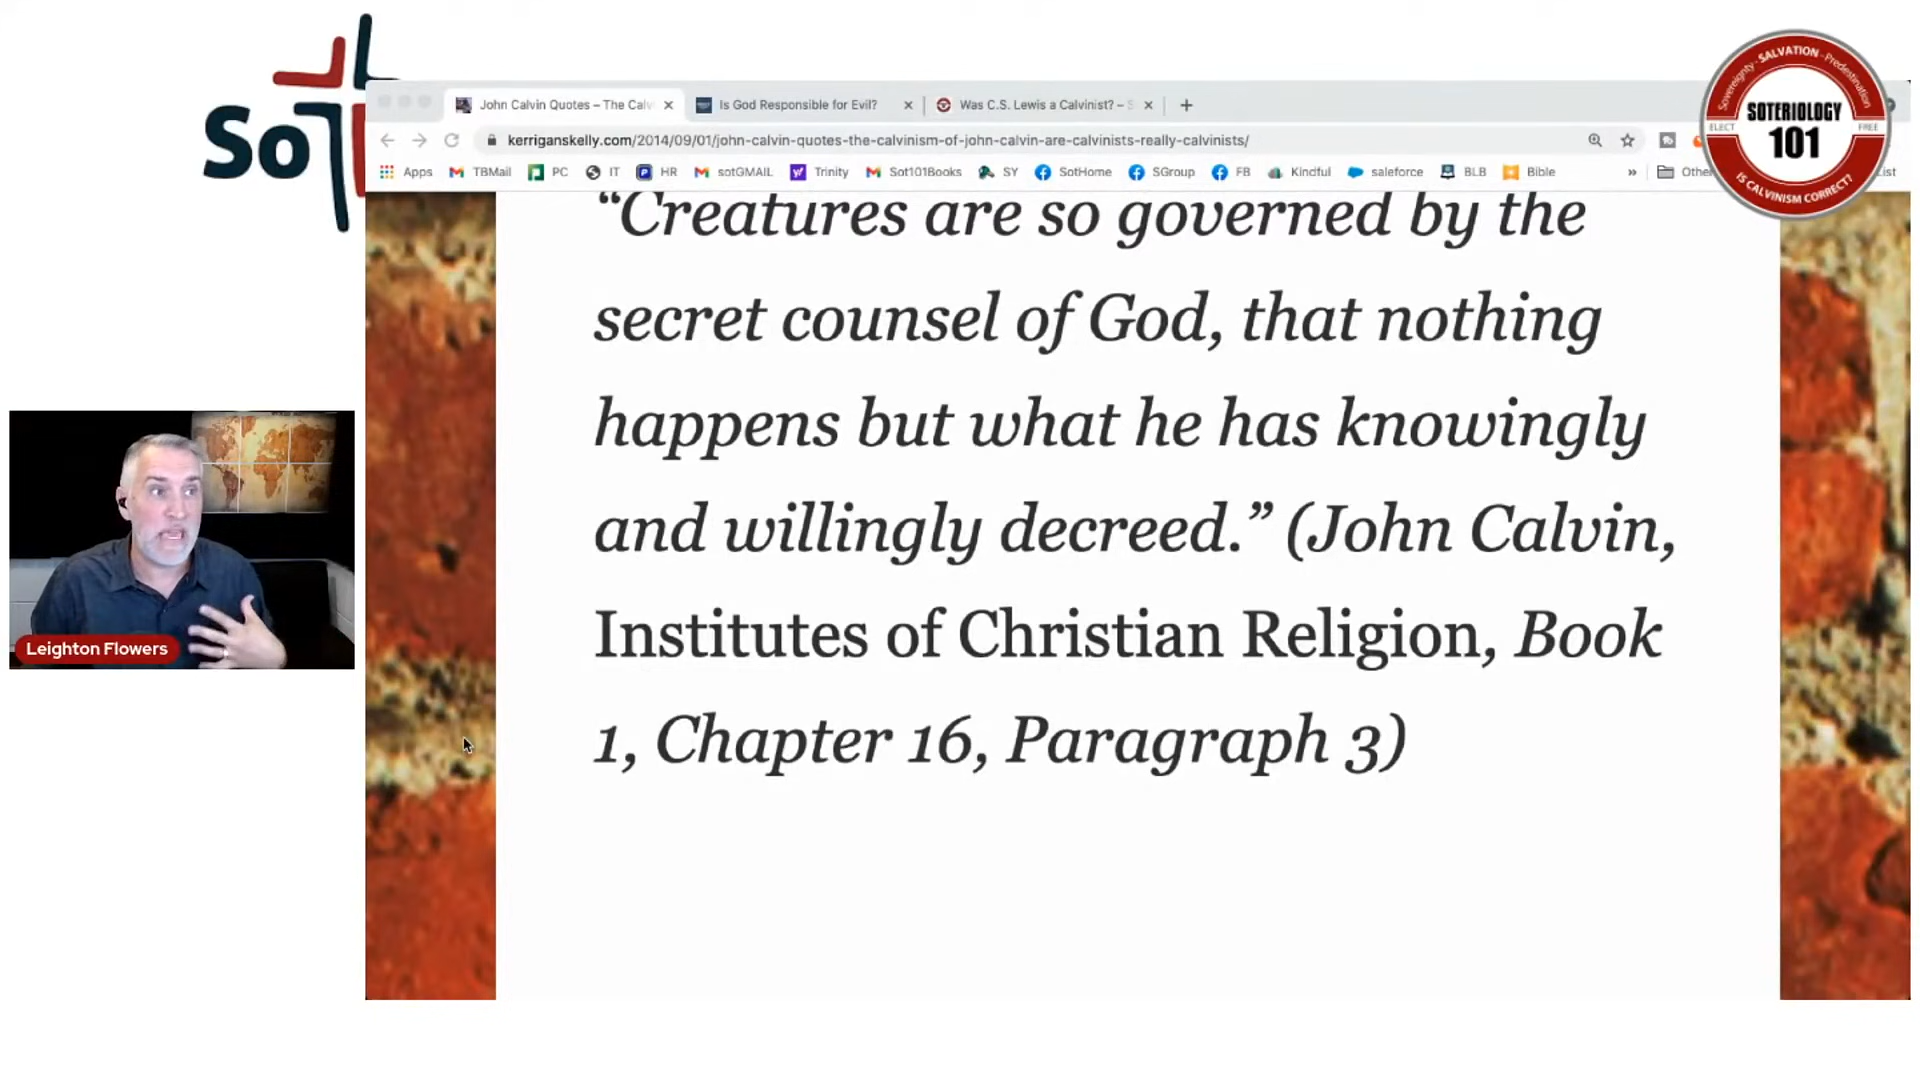 So
John Calvin Quotes – The Calv
Is God Responsible for Evil?
Was C.S. Lewis a Calvinist? – S
kerriganskelly.com/2014/09/01/john-calvin-quotes-the-calvinism-of-john-calvin-are-calvinists-really-calvinists/
Apps TBMail PC IT HR sotGMAIL Trinity Sot101Books SY SotHome SGroup FB Kindful saleforce BLB Bible » Othe List
Sovereignty - SALVATION - Predestination
ELECT SOTERIOLOGY FREE
101
IS CALVINISM CORRECT?
“Creatures are so governed by the
secret counsel of God, that nothing
happens but what he has knowingly
and willingly decreed.” (John Calvin,
Institutes of Christian Religion, Book
1, Chapter 16, Paragraph 3)
Leighton Flowers